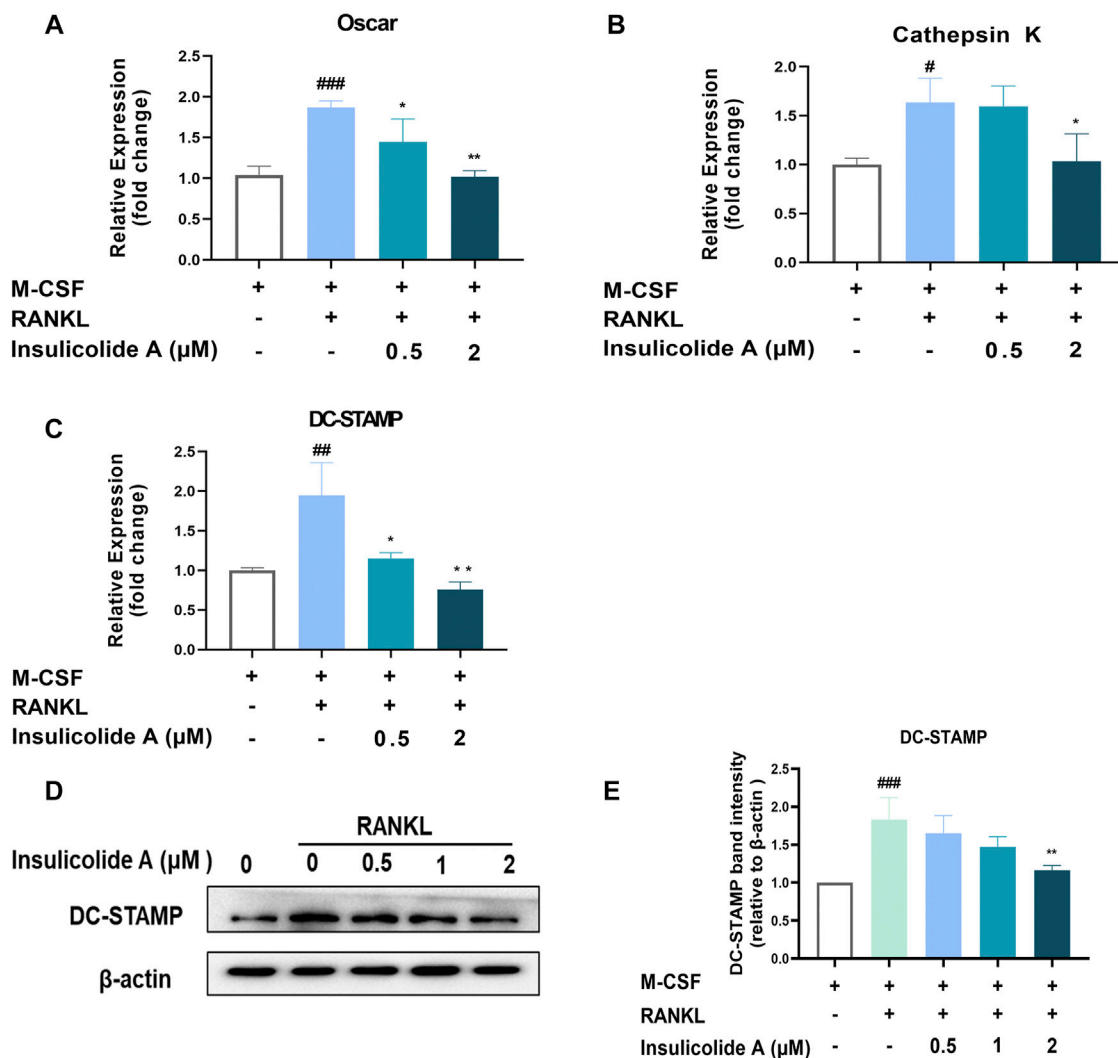 A
Oscar
Relative Expression
(fold change)
2.5
2.0
1.5
1.0
0.5
0.0
###
*
**
M-CSF + + + +
RANKL - + + +
Insulicolide A (μM) - - 0.5 2
B
Cathepsin K
Relative Expression
(fold change)
2.0
1.5
1.0
0.5
0.0
#
*
M-CSF + + + +
RANKL - + + +
Insulicolide A (μM) - - 0.5 2
C
DC-STAMP
Relative Expression
(fold change)
2.5
2.0
1.5
1.0
0.5
0.0
##
*
**
M-CSF + + + +
RANKL - + + +
Insulicolide A (μM) - - 0.5 2
D
RANKL
Insulicolide A (μM ) 0 0 0.5 1 2
DC-STAMP
β-actin
E
DC-STAMP
DC-STAMP band intensity
(relative to β-actin )
2.5
2.0
1.5
1.0
0.5
0.0
###
**
M-CSF + + + + +
RANKL - + + + +
Insulicolide A (μM) - - 0.5 1 2